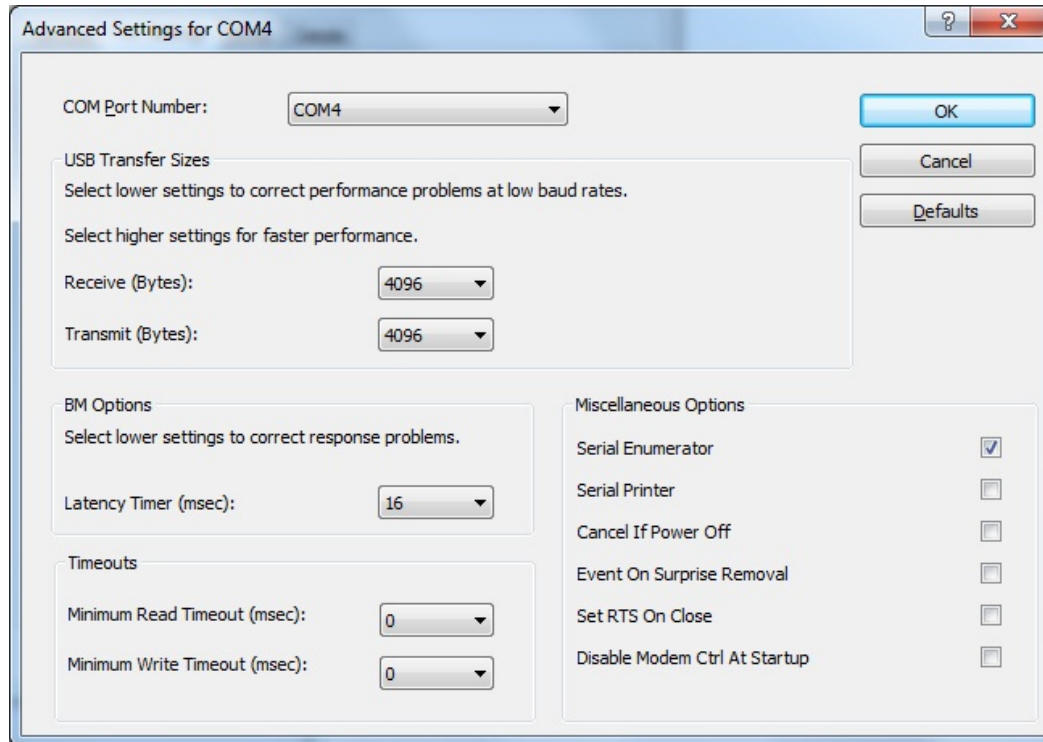 Advanced Settings for COM4
?
X
COM Port Number:
COM4
OK
Cancel
Defaults
USB Transfer Sizes
Select lower settings to correct performance problems at low baud rates.
Select higher settings for faster performance.
Receive (Bytes):
4096
Transmit (Bytes):
4096
BM Options
Select lower settings to correct response problems.
Latency Timer (msec):
16
Timeouts
Minimum Read Timeout (msec):
0
Minimum Write Timeout (msec):
0
Miscellaneous Options
Serial Enumerator
Serial Printer
Cancel If Power Off
Event On Surprise Removal
Set RTS On Close
Disable Modem Ctrl At Startup